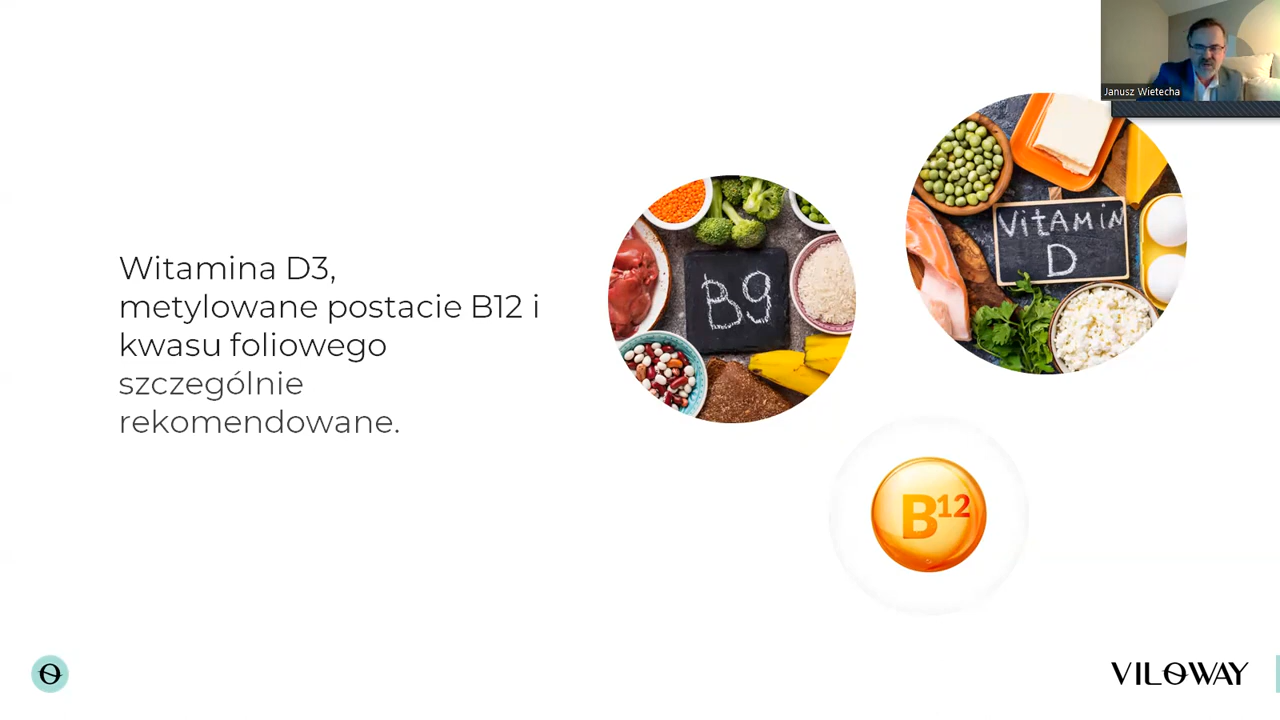 Janusz Wietecha
Witamina D3,
metylowane postacie B12 i
kwasu foliowego
szczególnie
rekomendowane.
B9
VITAMIN
D
B12
VILOWAY